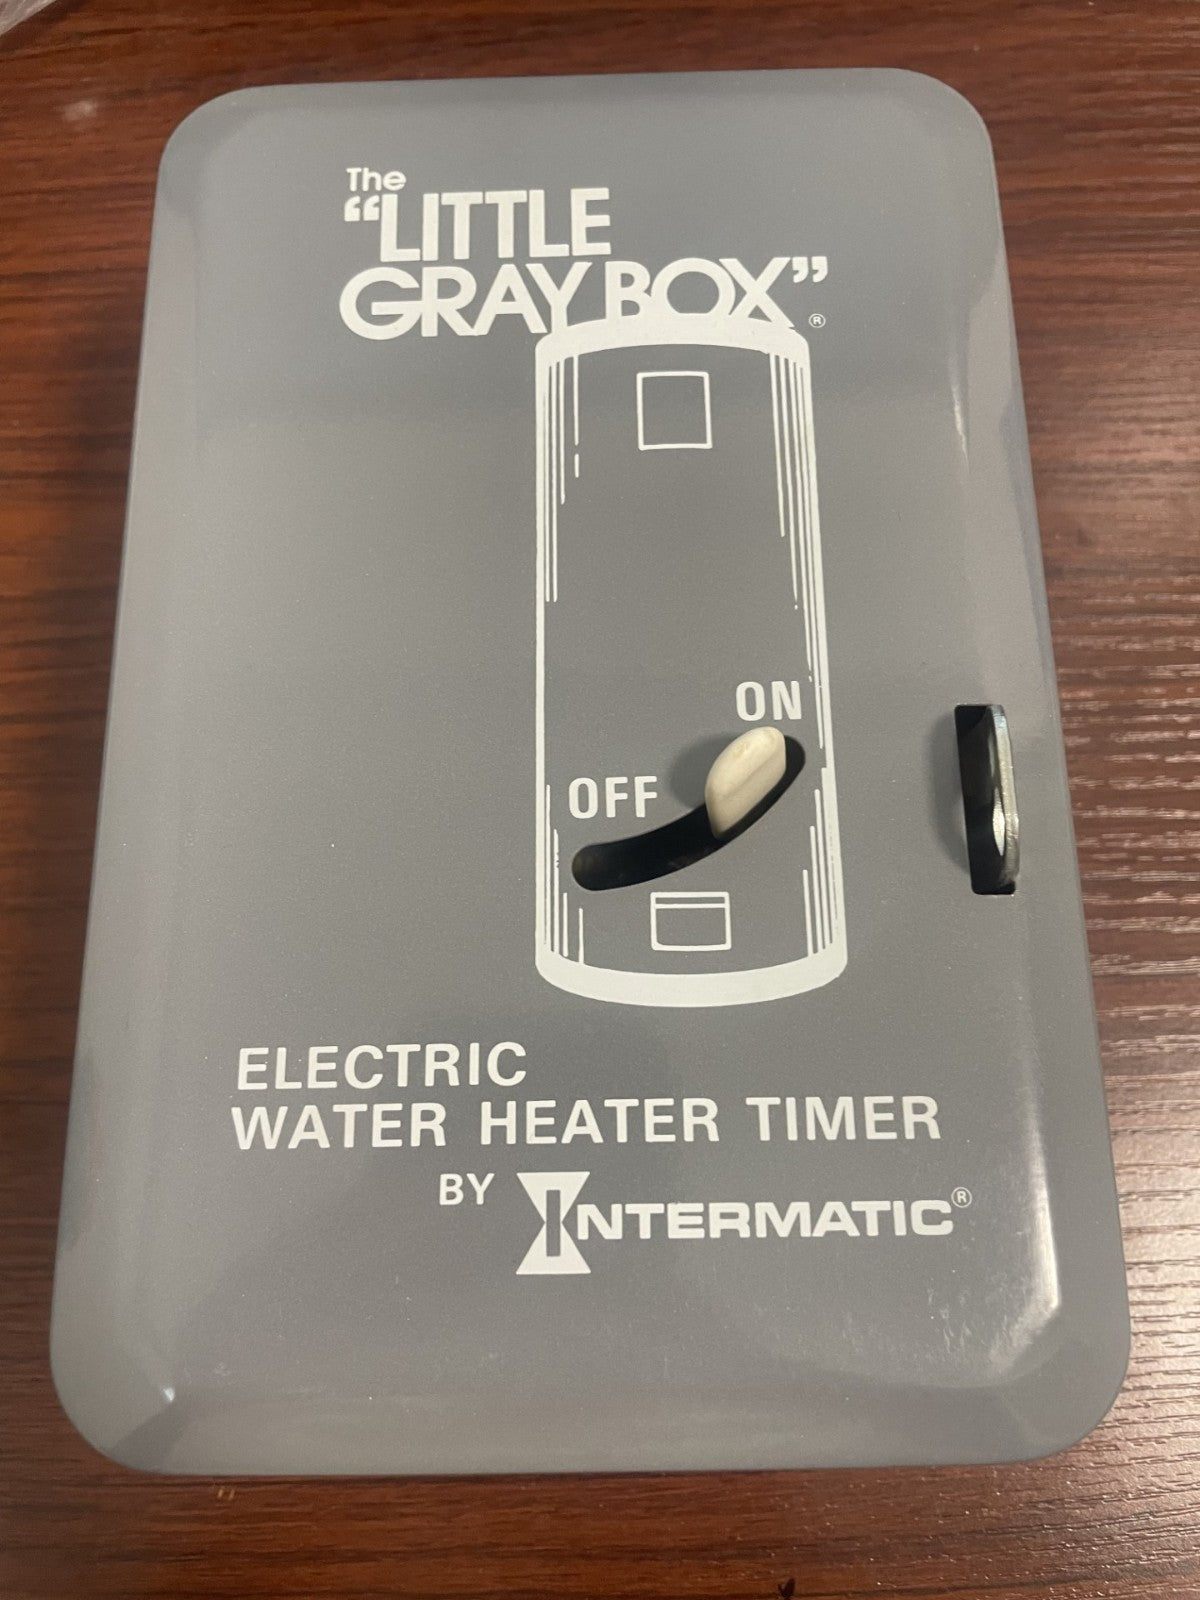 The
“LITTLE
GRAY BOX”®
ON
OFF
ELECTRIC
WATER HEATER TIMER
BY INTERMATIC®